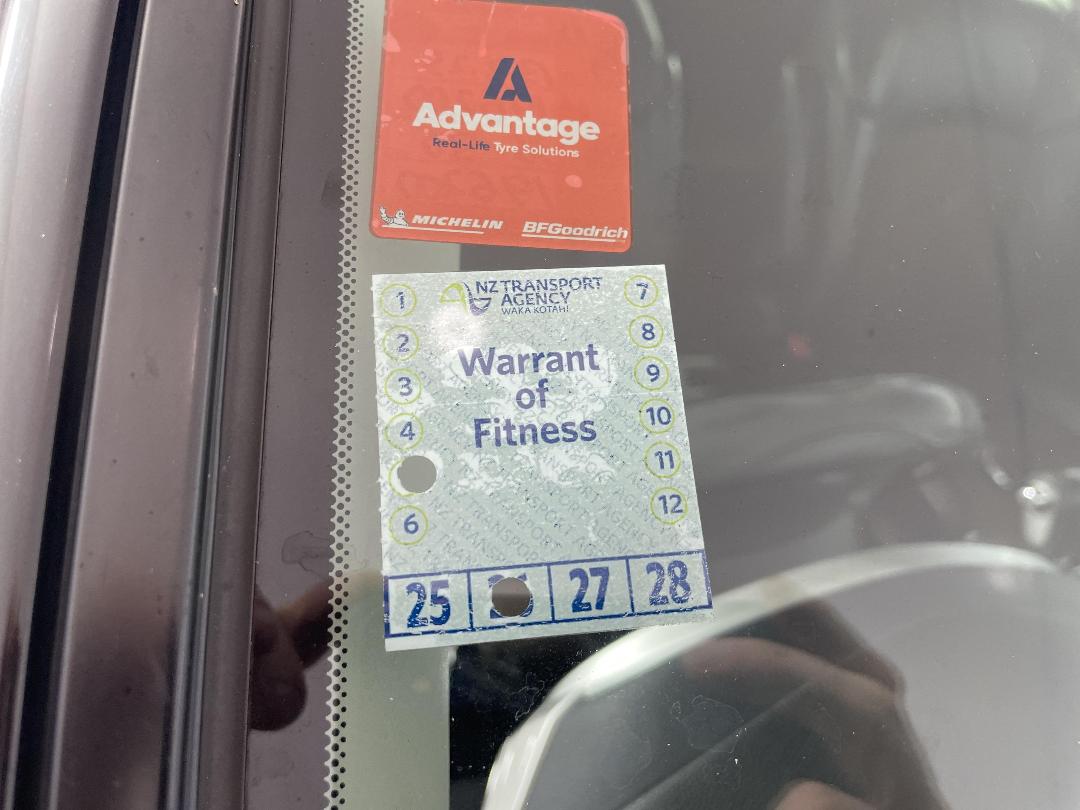 Advantage
Real-Life Tyre Solutions
MICHELIN BFGoodrich
NZ TRANSPORT
AGENCY
WAKA KOTAHI
Warrant
of
Fitness
1
2
3
4
6
7
8
9
10
11
12
25 27 28